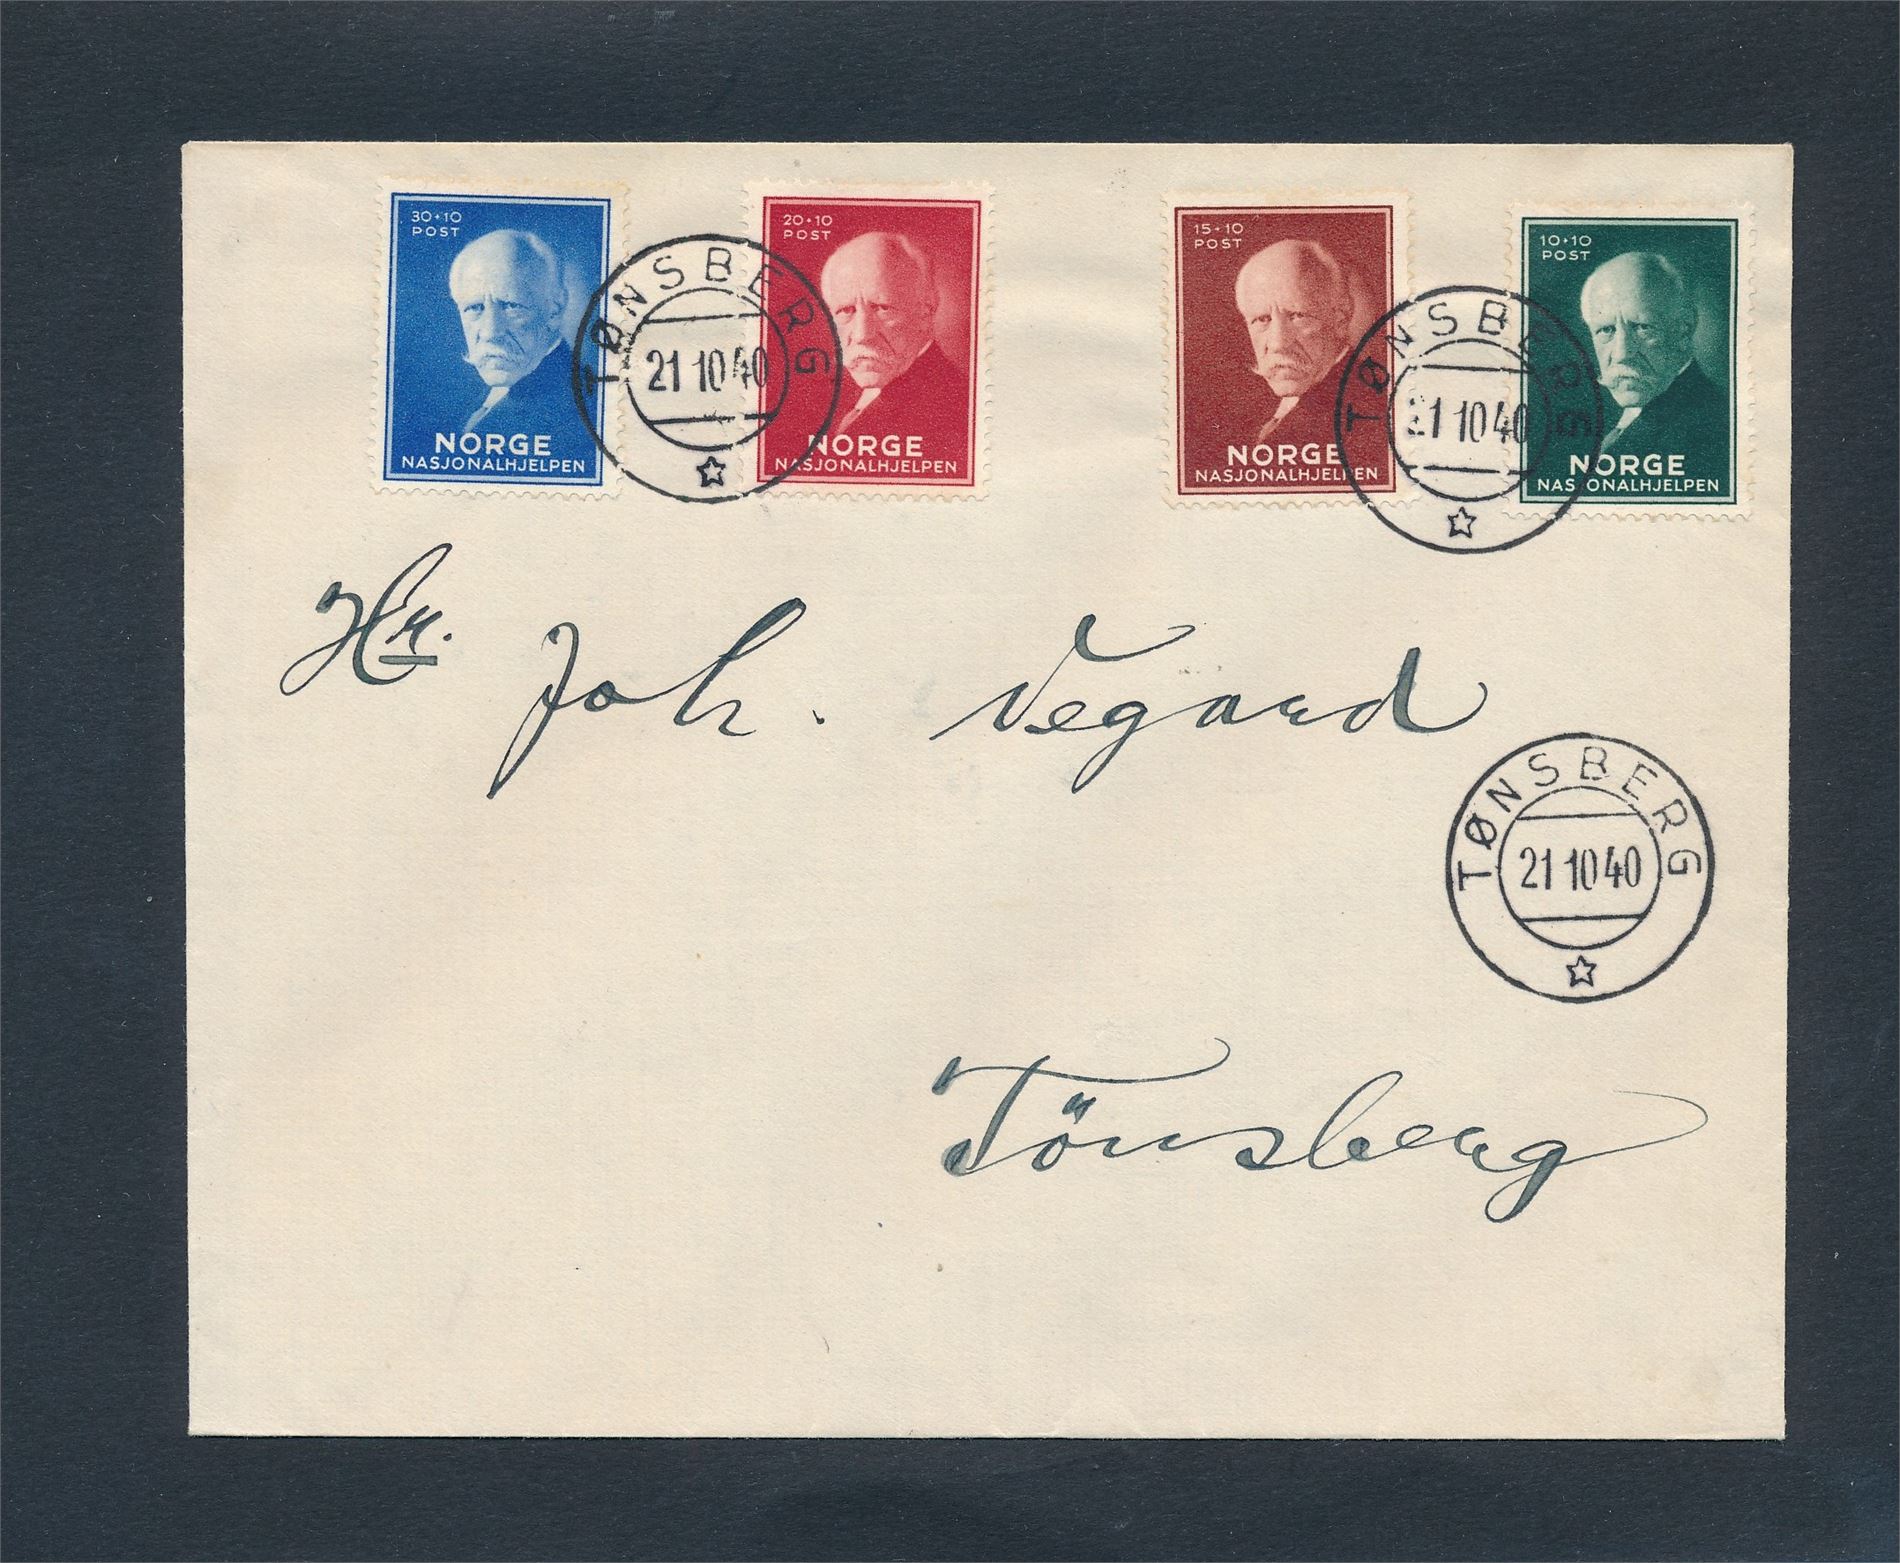 30+10
POST
NORGE
NASJONALHJELPEN
20+10
POST
NORGE
NASJONALHJELPEN
15+10
POST
NORGE
NASJONALHJELPEN
10+10
POST
NORGE
NASJONALHJELPEN
TØNSBERG
21 10 40
TØNSBERG
21 10 40
Hr. Joh. Vegard
TØNSBERG
21 10 40
Tönsberg